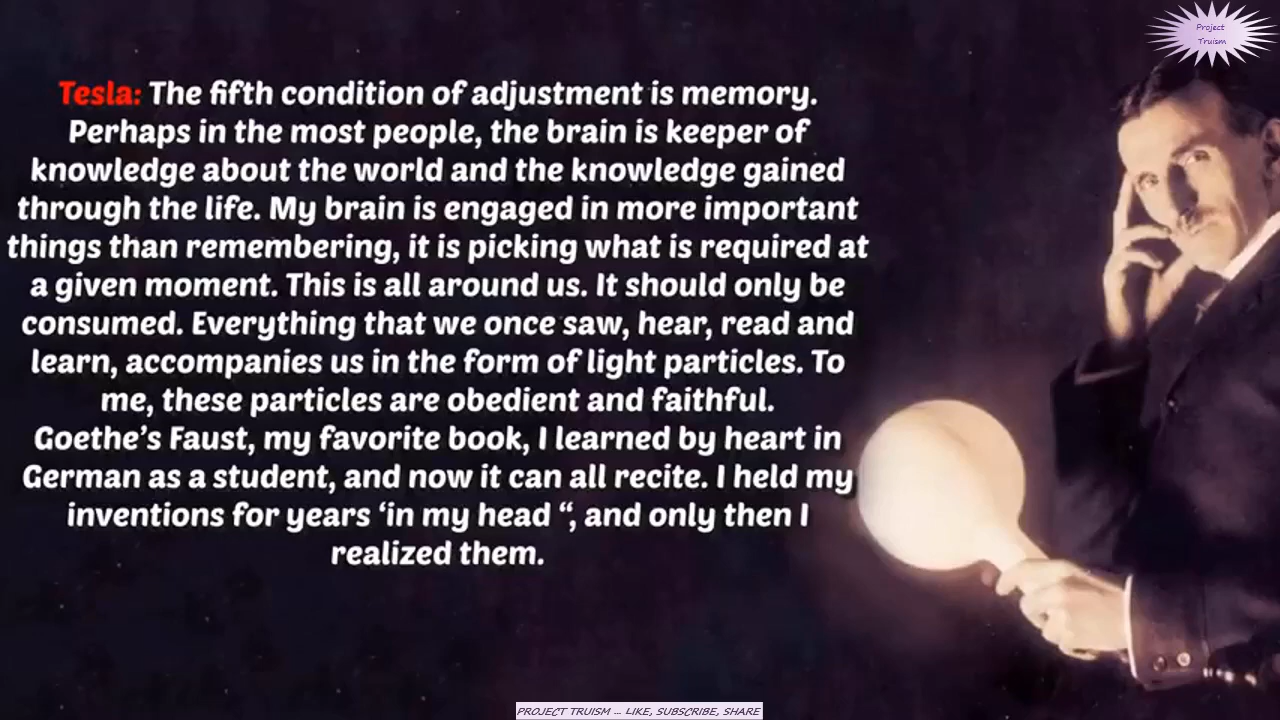 Project
Truism
Tesla: The fifth condition of adjustment is memory.
Perhaps in the most people, the brain is keeper of
knowledge about the world and the knowledge gained
through the life. My brain is engaged in more important
things than remembering, it is picking what is required at
a given moment. This is all around us. It should only be
consumed. Everything that we once saw, hear, read and
learn, accompanies us in the form of light particles. To
me, these particles are obedient and faithful.
Goethe’s Faust, my favorite book, I learned by heart in
German as a student, and now it can all recite. I held my
inventions for years ‘in my head “, and only then I
realized them.
PROJECT TRUISM ... LIKE, SUBSCRIBE, SHARE